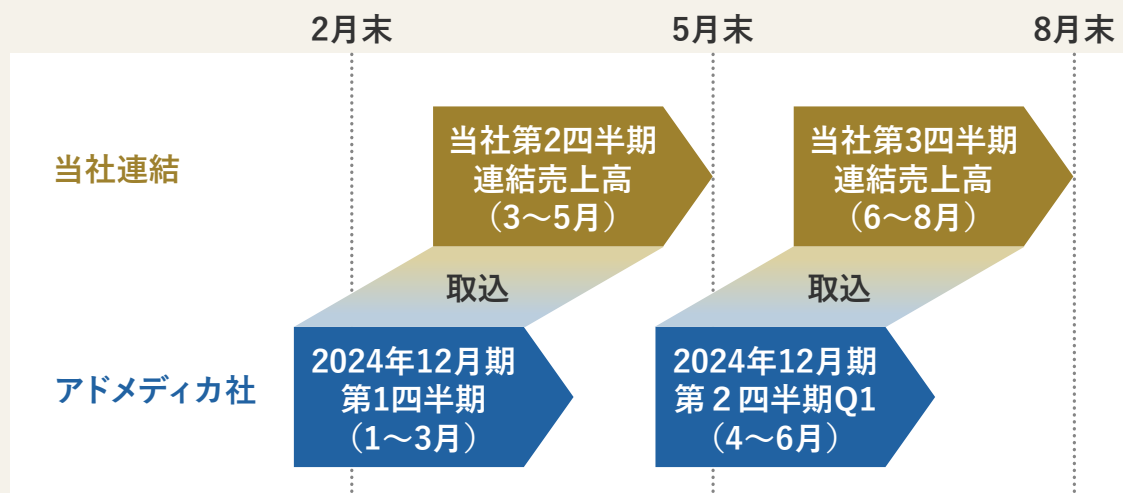 2月末
5月末
8月末
当社連結
当社第2四半期
連結売上高
（3〜5月）
当社第3四半期
連結売上高
（6〜8月）
取込
取込
アドメディカ社
2024年12月期
第1四半期
（1〜3月）
2024年12月期
第２四半期Q1
（4〜6月）